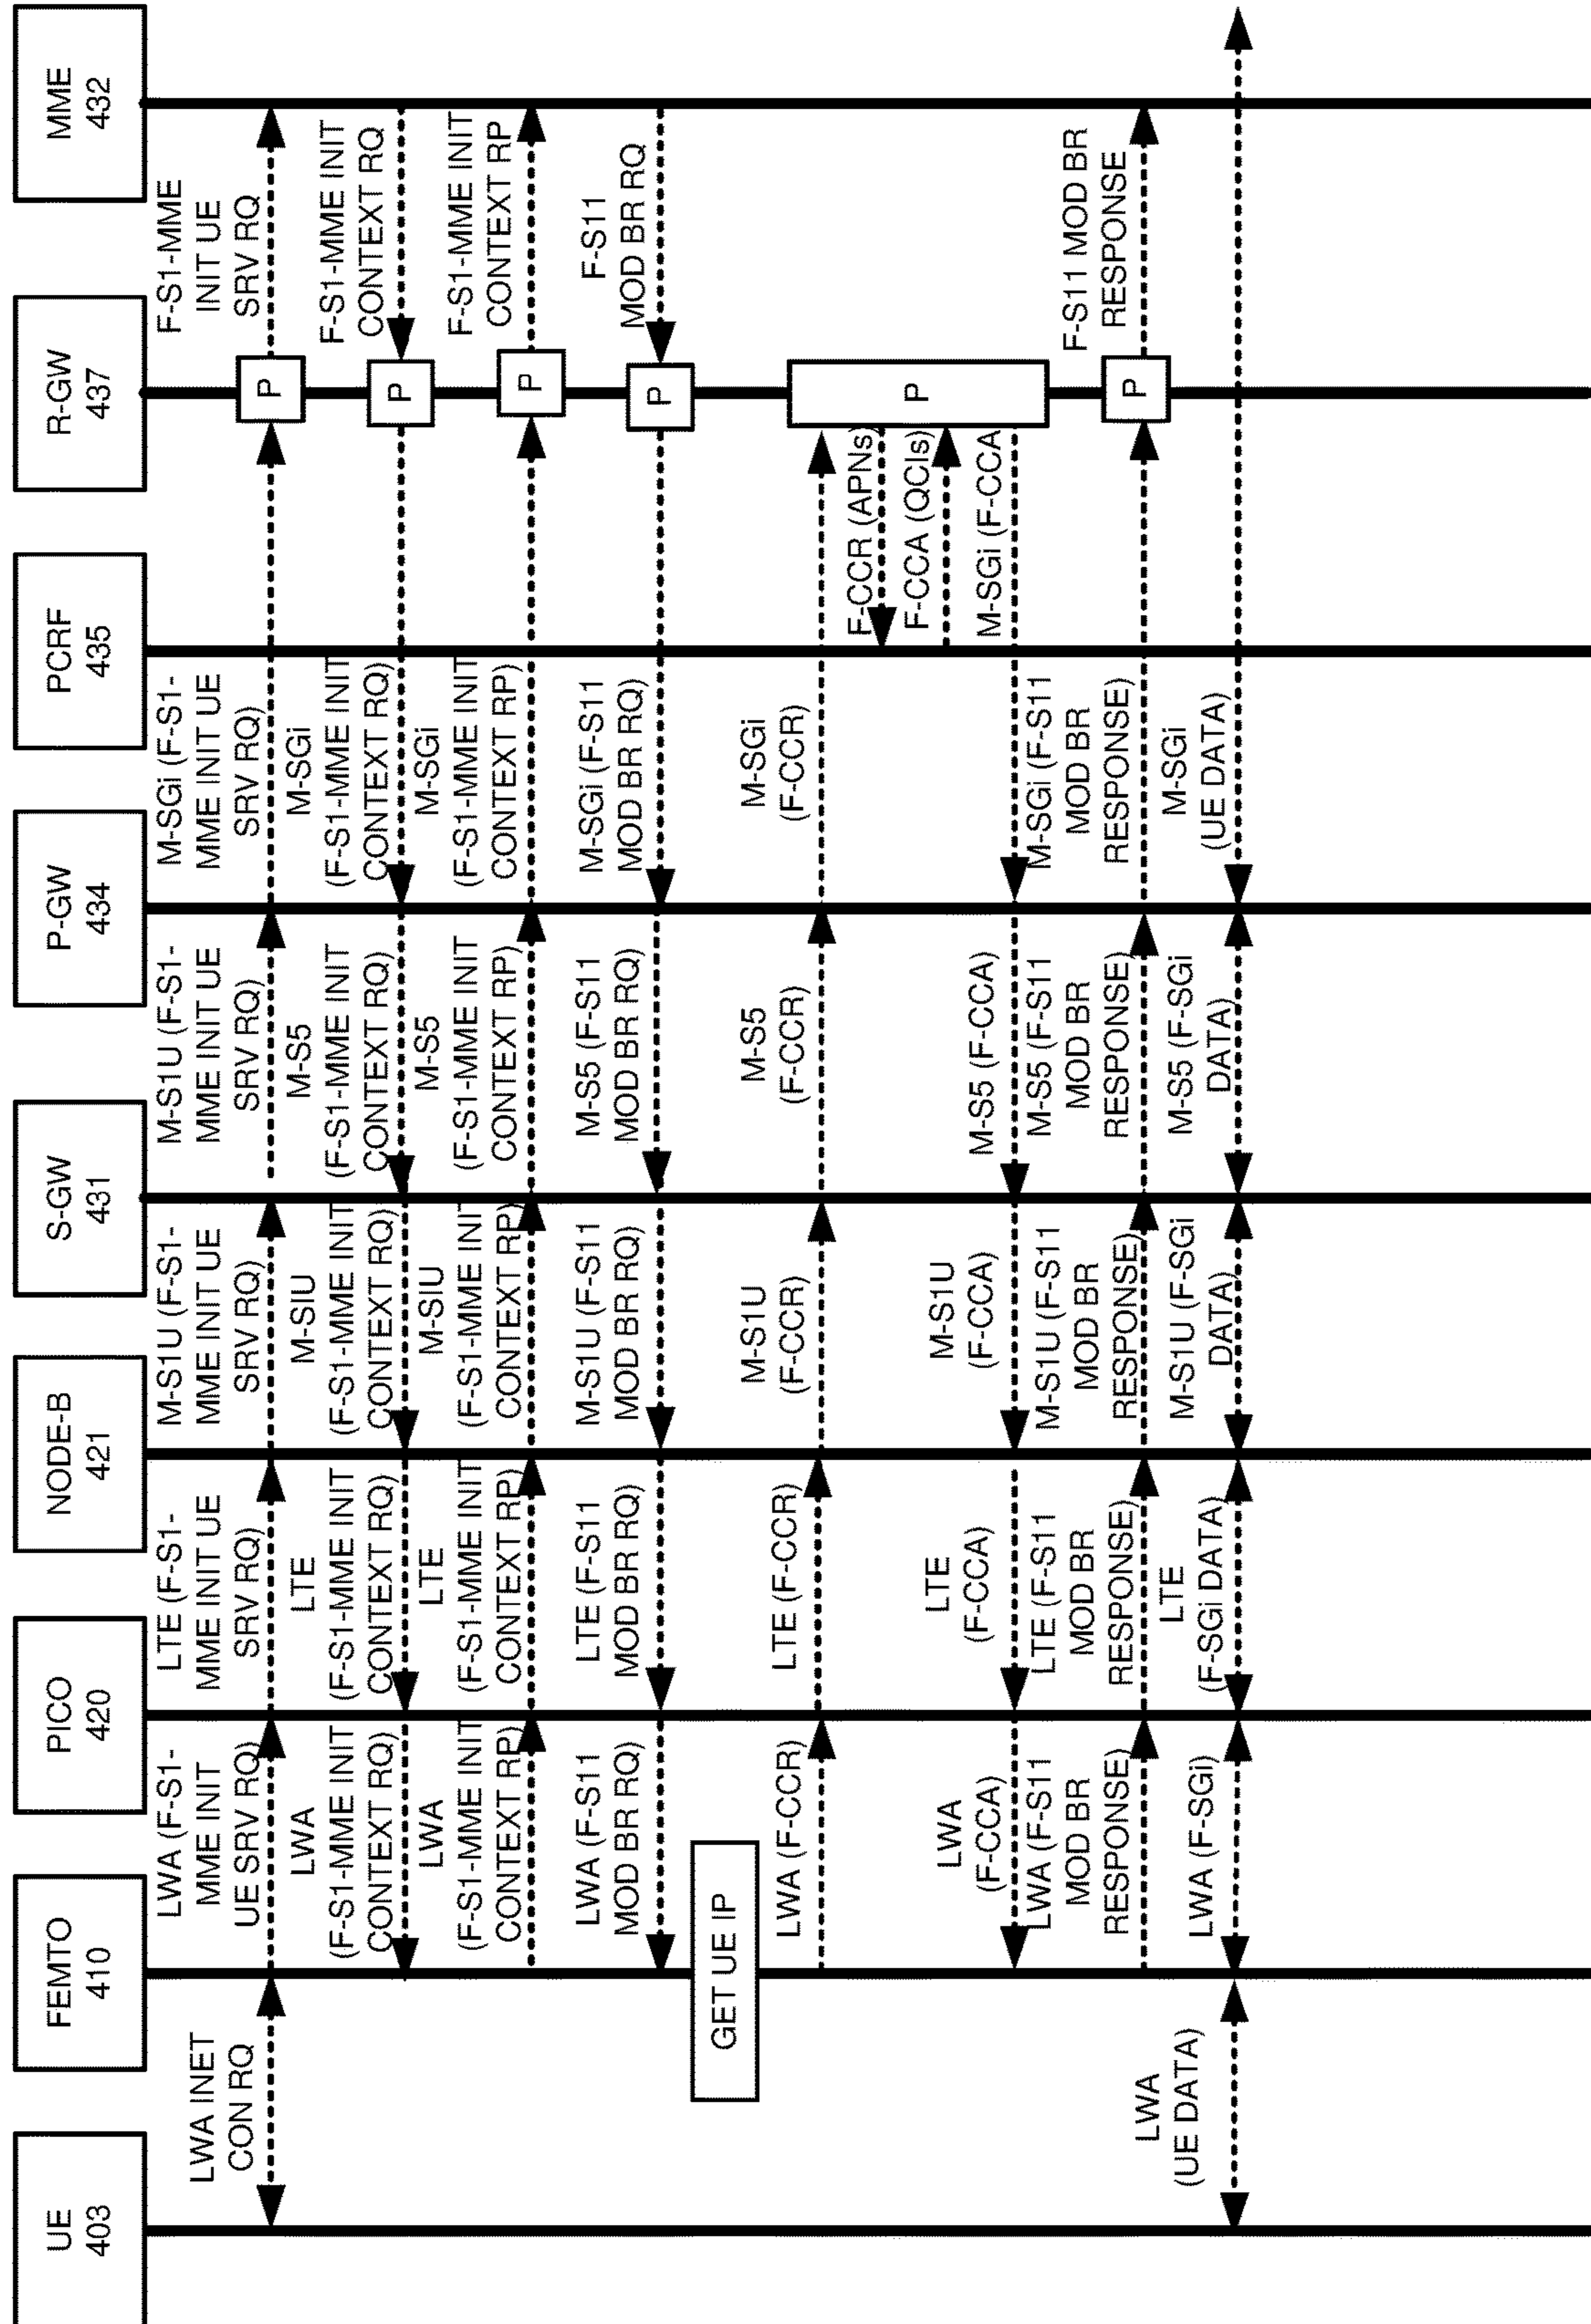 UE
403
FEMTO
410
PICO
420
NODE-B
421
S-GW
431
P-GW
434
PCRF
435
R-GW
437
MME
432
LWA INET
CON RQ
LWA (F-S1-
MME INIT
UE SRV RQ)
LTE (F-S1-
MME INIT UE
SRV RQ)
M-S1U (F-S1-
MME INIT UE
SRV RQ)
M-S1U (F-S1-
MME INIT UE
SRV RQ)
M-SGi (F-S1-
MME INIT UE
SRV RQ)
P
F-S1-MME
INIT UE
SRV RQ
LWA
(F-S1-MME INIT
CONTEXT RQ)
LTE
(F-S1-MME INIT
CONTEXT RQ)
M-SIU
(F-S1-MME INIT
CONTEXT RQ)
M-S5
(F-S1-MME INIT
CONTEXT RQ)
M-SGi
(F-S1-MME INIT
CONTEXT RQ)
P
F-S1-MME INIT
CONTEXT RQ
LWA
(F-S1-MME INIT
CONTEXT RP)
LTE
(F-S1-MME INIT
CONTEXT RP)
M-SIU
(F-S1-MME INIT
CONTEXT RP)
M-S5
(F-S1-MME INIT
CONTEXT RP)
M-SGi
(F-S1-MME INIT
CONTEXT RP)
P
F-S1-MME INIT
CONTEXT RP
LWA (F-S11
MOD BR RQ)
LTE (F-S11
MOD BR RQ)
M-S1U (F-S11
MOD BR RQ)
M-S5 (F-S11
MOD BR RQ)
M-SGi (F-S11
MOD BR RQ)
P
F-S11
MOD BR RQ
GET UE IP
LWA (F-CCR)
LTE (F-CCR)
M-S1U
(F-CCR)
M-S5
(F-CCR)
M-SGi
(F-CCR)
P
F-CCR (APNs)
F-CCA (QCIs)
M-SGi (F-CCA
LWA
(F-CCA)
LTE
(F-CCA)
M-S1U
(F-CCA)
M-S5 (F-CCA)
LWA (F-S11
MOD BR
RESPONSE)
LTE (F-S11
MOD BR
RESPONSE)
M-S1U (F-S11
MOD BR
RESPONSE)
M-S5 (F-S11
MOD BR
RESPONSE)
M-SGi (F-S11
MOD BR
RESPONSE)
P
F-S11 MOD BR
RESPONSE
LWA
(UE DATA)
LWA (F-SGi)
LTE
(F-SGi DATA)
M-S1U (F-SGi
DATA)
M-S5 (F-SGi
DATA)
M-SGi
(UE DATA)